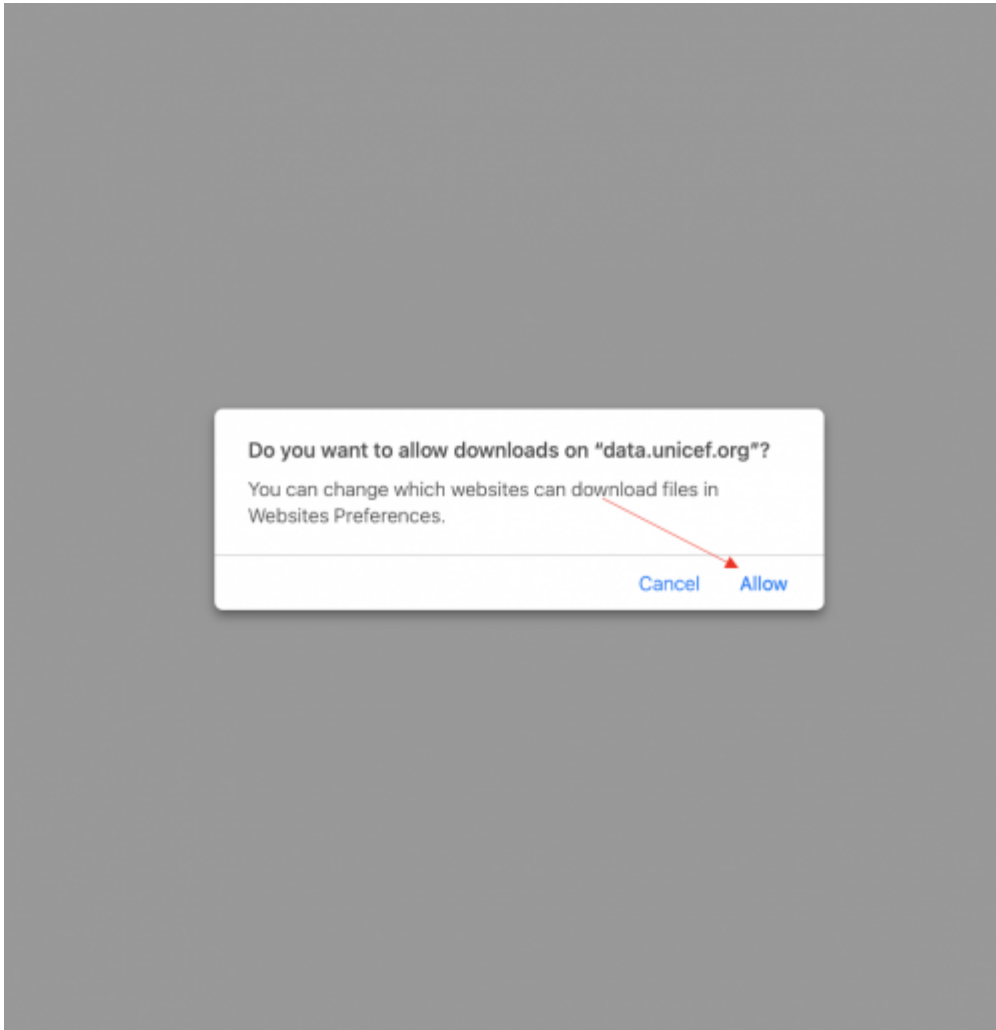 Do you want to allow downloads on “data.unicef.org”?
You can change which websites can download files in
Websites Preferences.
Cancel Allow